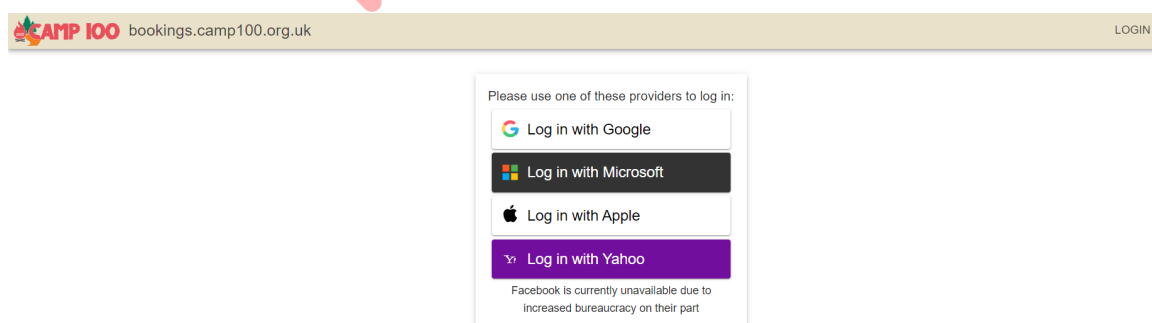 CAMP 100 bookings.camp100.org.uk LOGIN
Please use one of these providers to log in:
Log in with Google
Log in with Microsoft
Log in with Apple
Log in with Yahoo
Facebook is currently unavailable due to
increased bureaucracy on their part